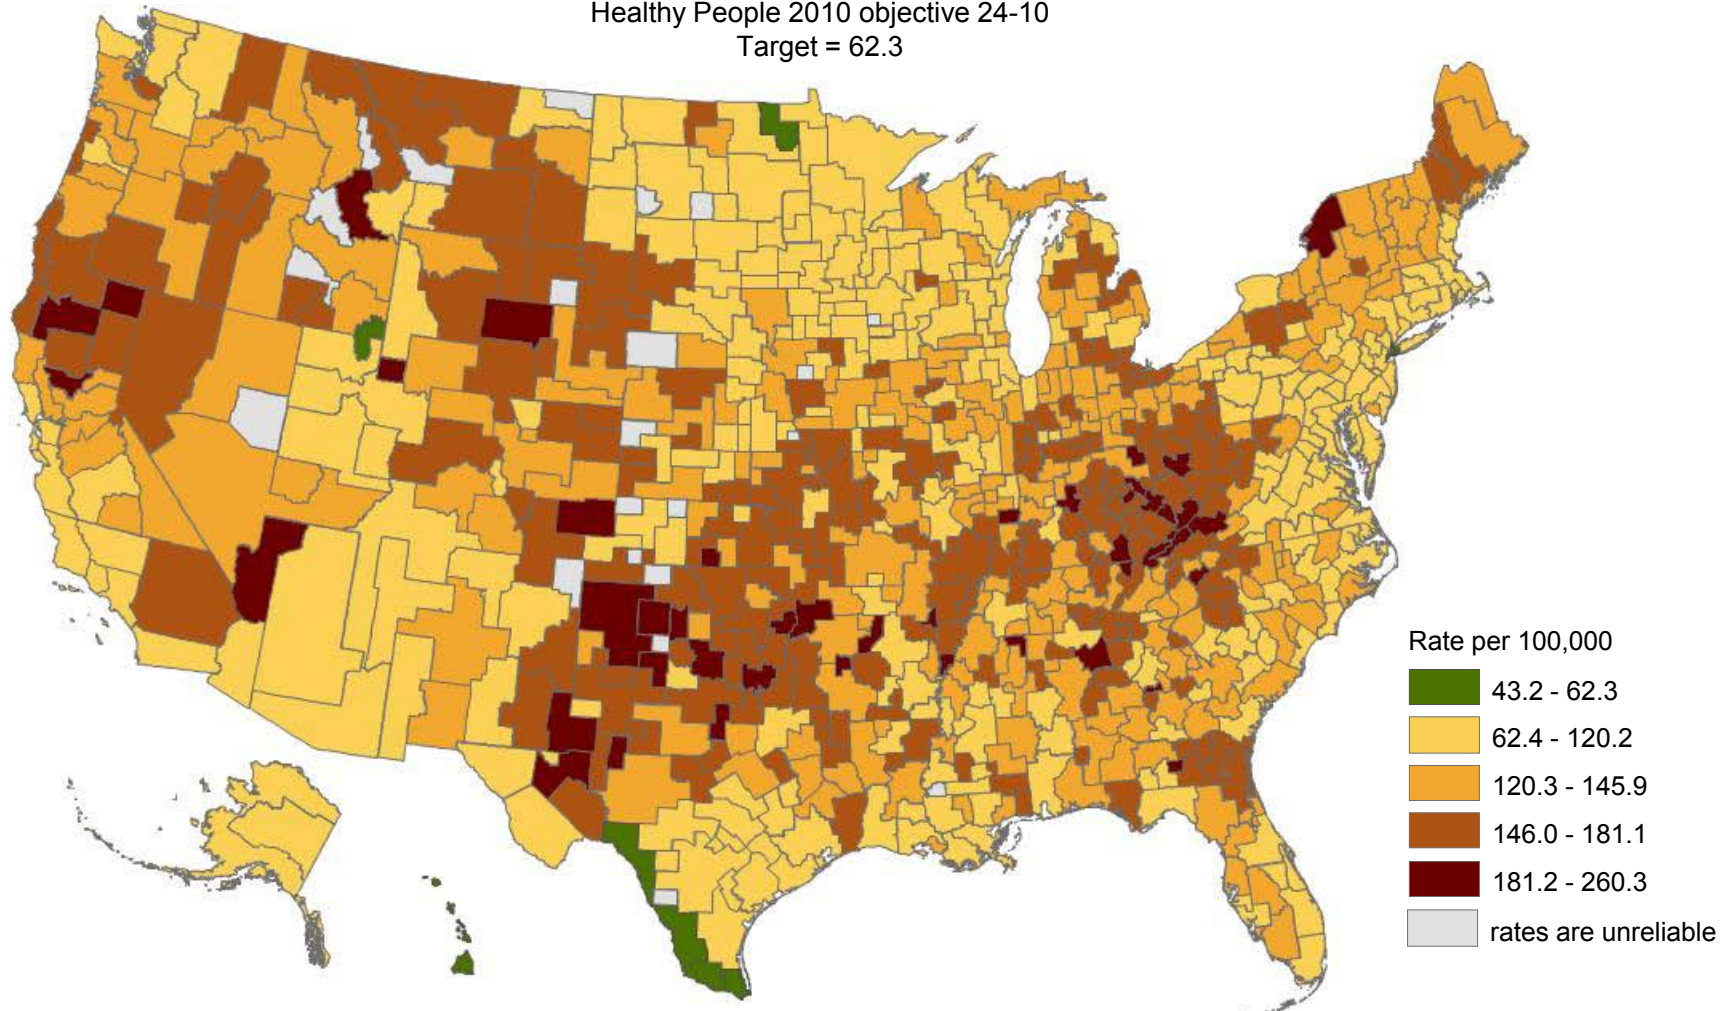 Healthy People 2010 objective 24-10
Target = 62.3
Rate per 100,000
43.2 - 62.3
62.4 - 120.2
120.3 - 145.9
146.0 - 181.1
181.2 - 260.3
rates are unreliable